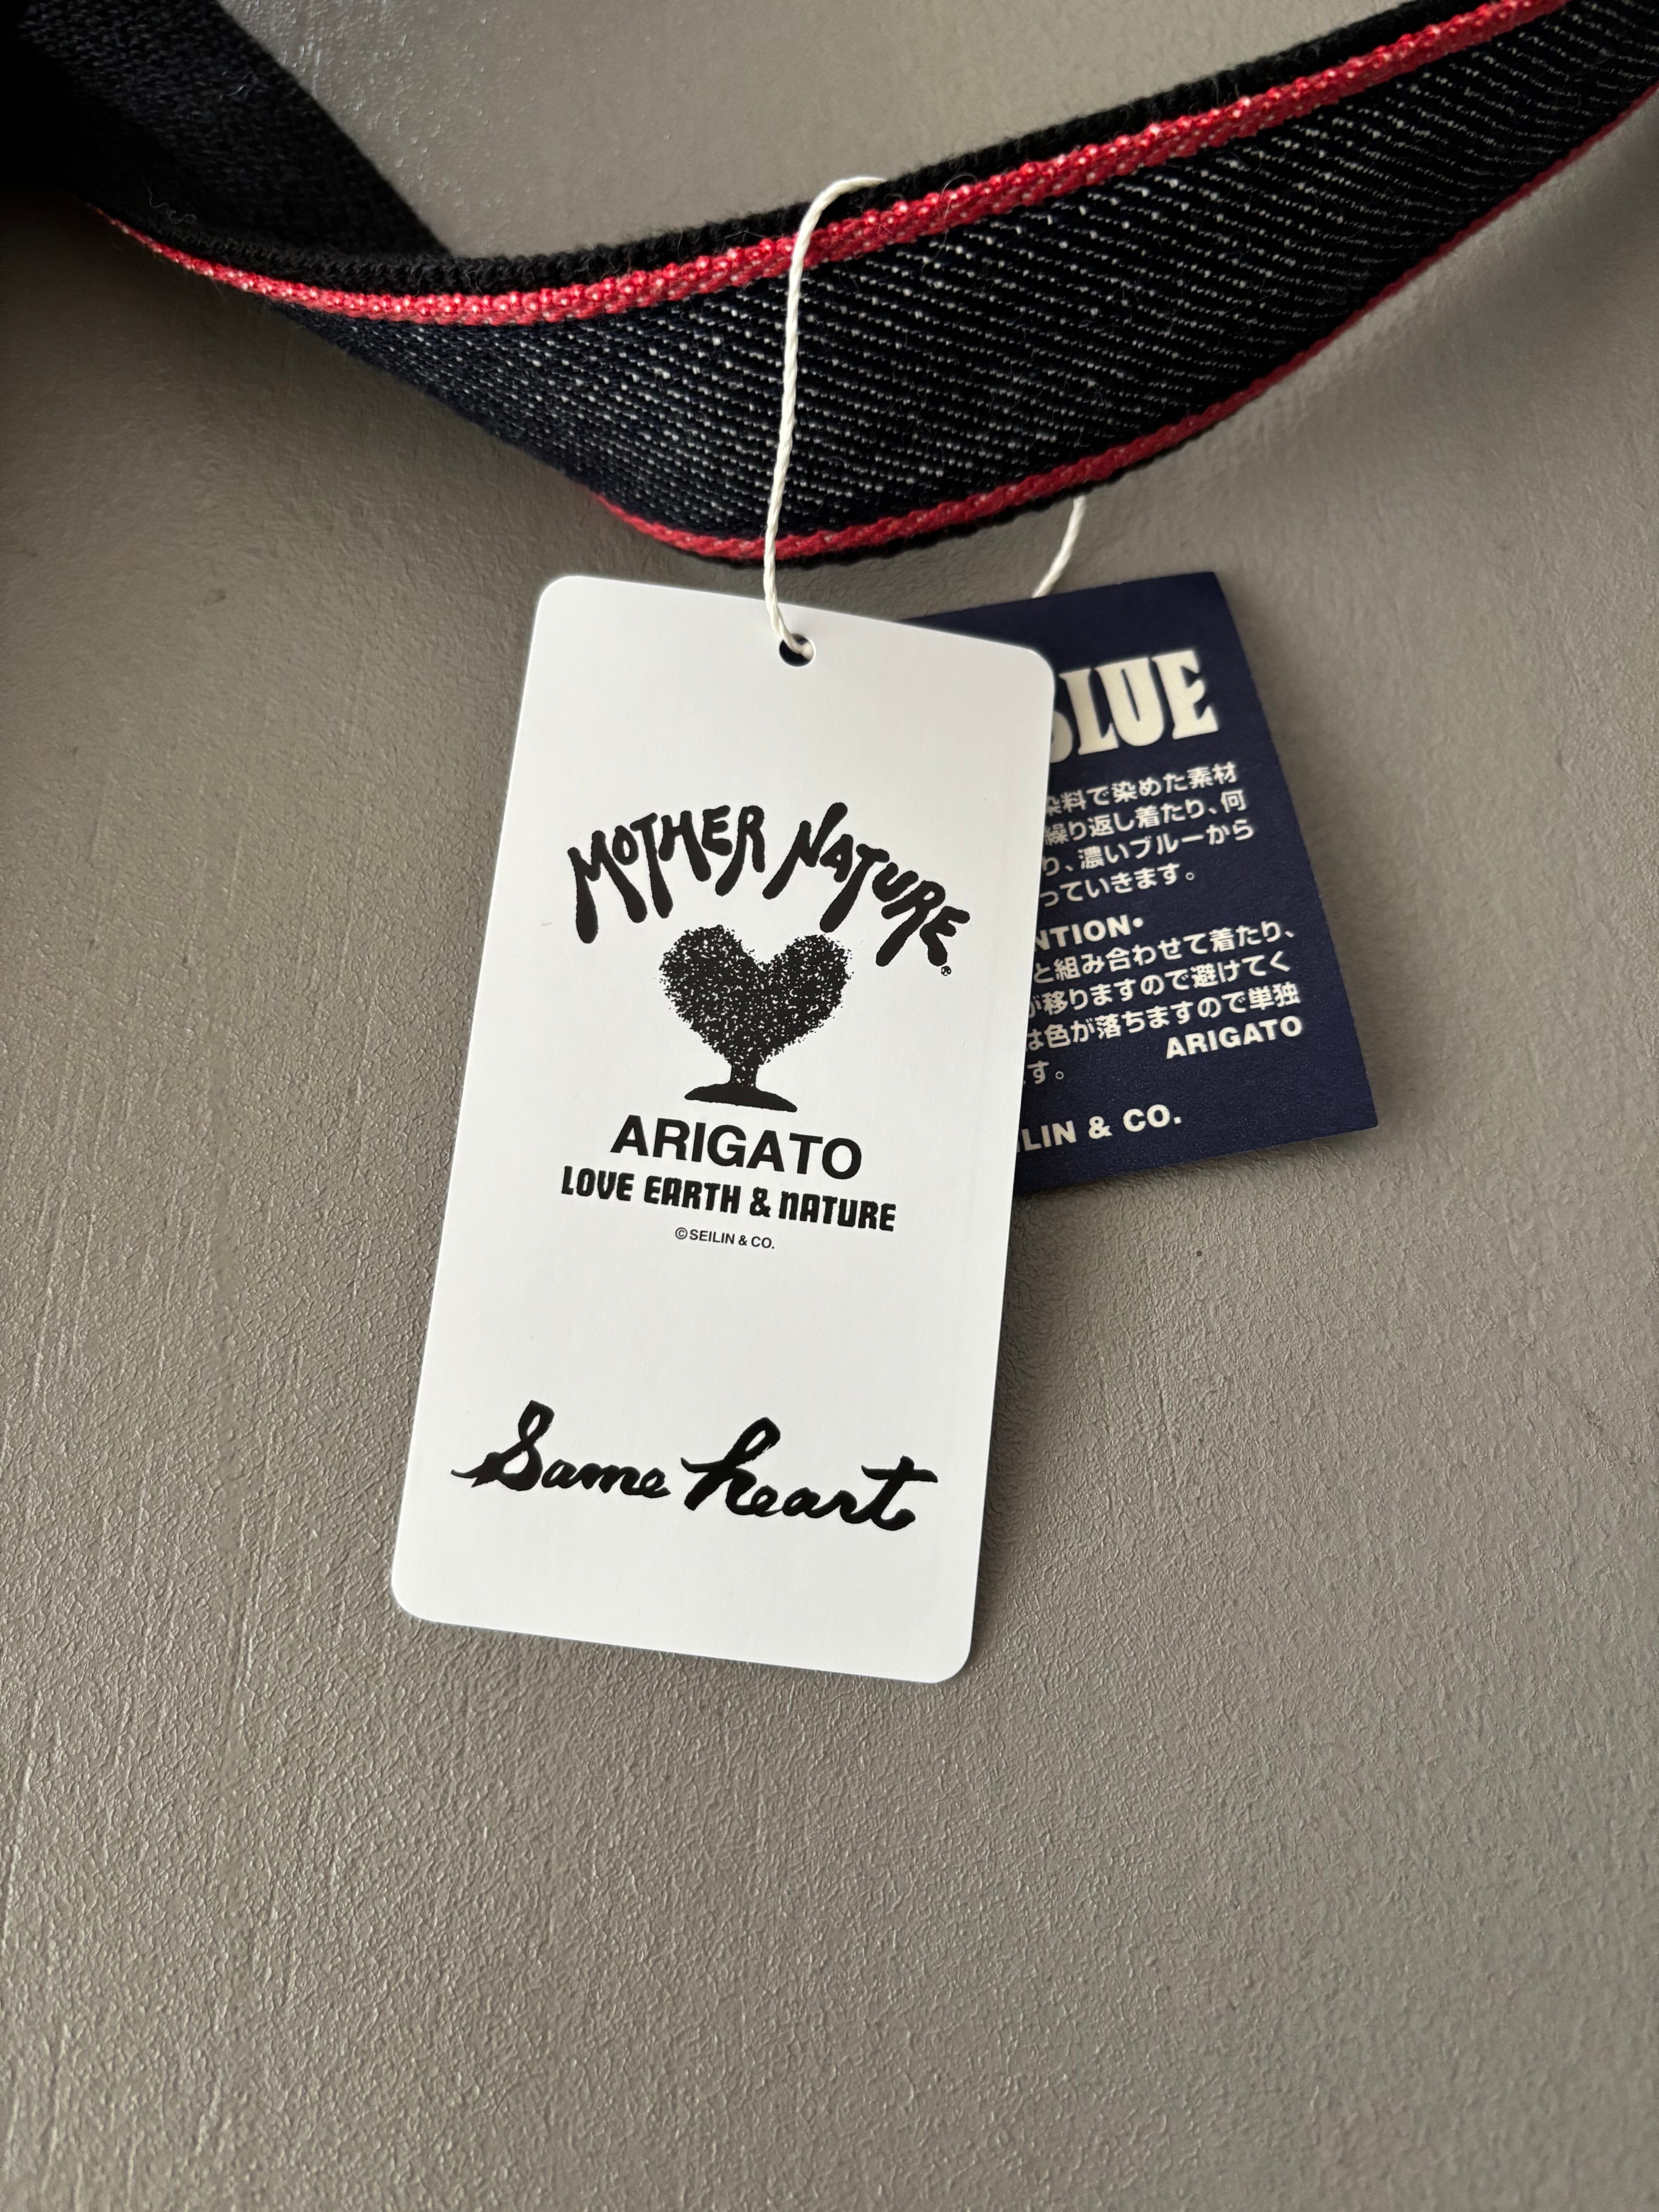 MOTHER NATURE®
ARIGATO
LOVE EARTH & NATURE
©SEILIN & CO.
Same heart
BLUE
染料で染めた素材
繰り返し着たり、何
り、濃いブルーから
っていきます。
NTION•
と組み合わせて着たり、
が移りますので避けてく
は色が落ちますので単独
す。
ARIGATO
ILIN & CO.